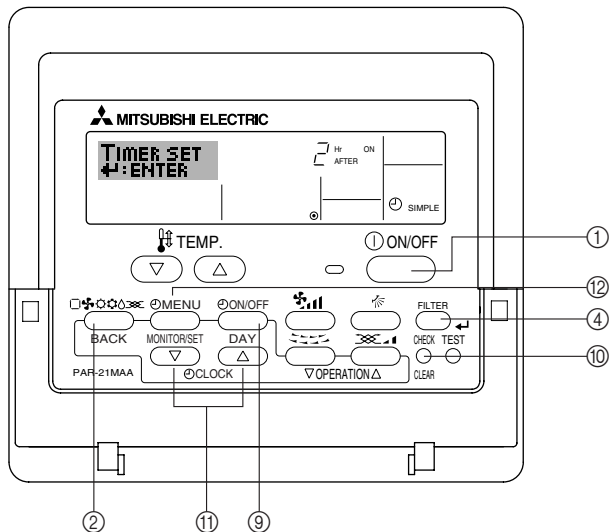 MITSUBISHI ELECTRIC
TIMER SET
↵:ENTER
2 Hr ON
AFTER
SIMPLE
TEMP.
ON/OFF
①
⑫
MENU
ON/OFF
FILTER
④
BACK
MONITOR/SET
DAY
CHECK TEST
⑩
PAR-21MAA
CLOCK
▽OPERATION△
CLEAR
② ⑪ ⑨